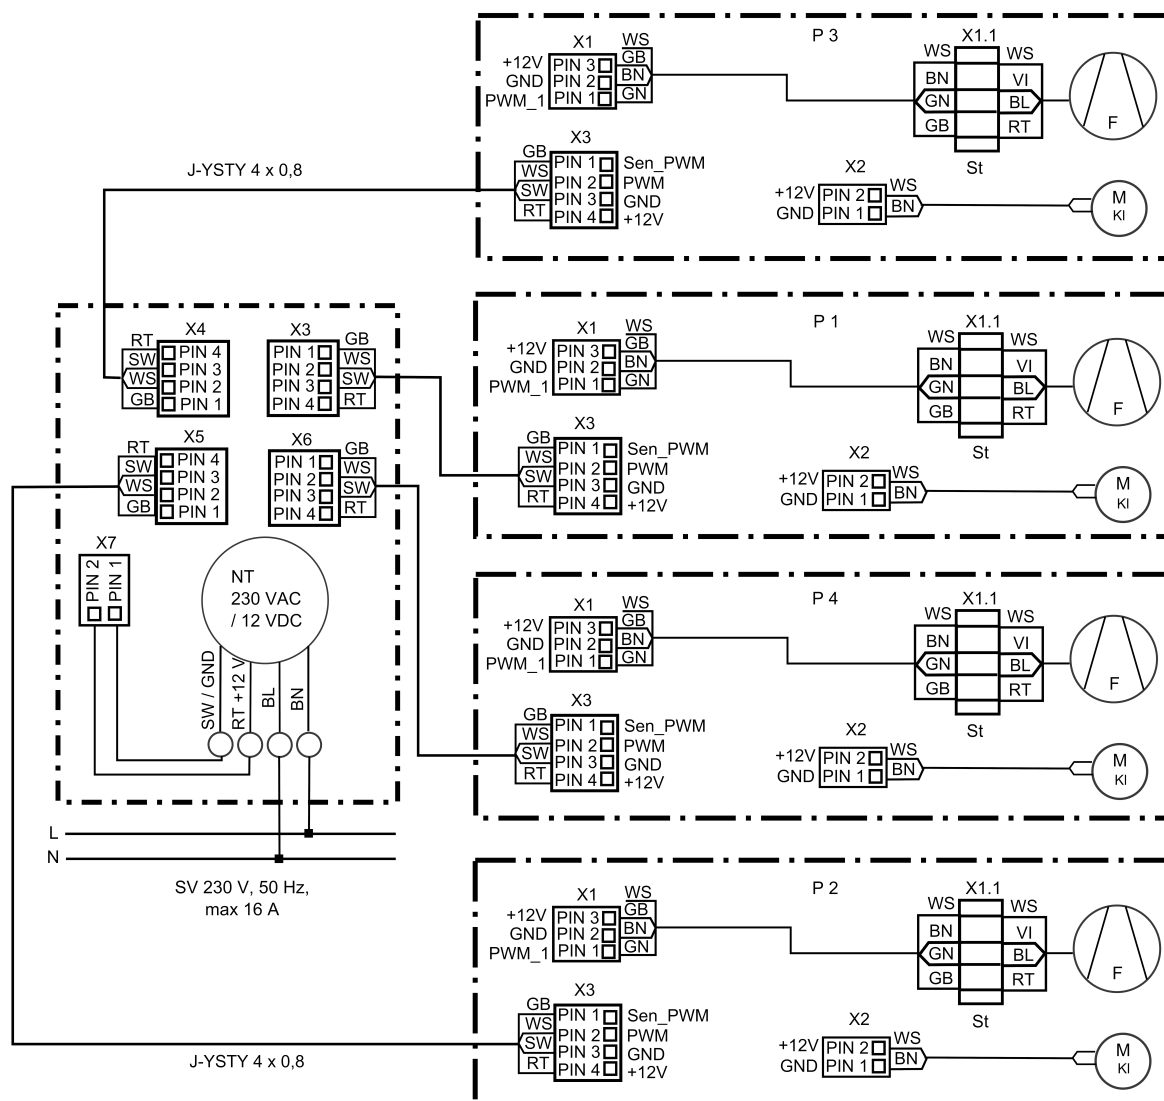 P 3
X1
WS
+12V PIN 3 GB
GND PIN 2 BN
PWM_1 PIN 1 GN
X1.1
WS WS
BN VI
GN BL
GB RT
F
St
X3
GB PIN 1 Sen_PWM
WS PIN 2 PWM
SW PIN 3 GND
RT PIN 4 +12V
X2
+12V PIN 2 WS
GND PIN 1 BN
M
KI
J-YSTY 4 x 0,8
X4
RT PIN 4
SW PIN 3
WS PIN 2
GB PIN 1
X3
PIN 1 GB
PIN 2 WS
PIN 3 SW
PIN 4 RT
X5
RT PIN 4
SW PIN 3
WS PIN 2
GB PIN 1
X6
PIN 1 GB
PIN 2 WS
PIN 3 SW
PIN 4 RT
X7
PIN 2
PIN 1
NT
230 VAC
/ 12 VDC
SW / GND
RT +12 V
BL
BN
L
N
SV 230 V, 50 Hz,
max 16 A
P 1
X1
WS
+12V PIN 3 GB
GND PIN 2 BN
PWM_1 PIN 1 GN
X1.1
WS WS
BN VI
GN BL
GB RT
F
St
X3
GB PIN 1 Sen_PWM
WS PIN 2 PWM
SW PIN 3 GND
RT PIN 4 +12V
X2
+12V PIN 2 WS
GND PIN 1 BN
M
KI
P 4
X1
WS
+12V PIN 3 GB
GND PIN 2 BN
PWM_1 PIN 1 GN
X1.1
WS WS
BN VI
GN BL
GB RT
F
St
X3
GB PIN 1 Sen_PWM
WS PIN 2 PWM
SW PIN 3 GND
RT PIN 4 +12V
X2
+12V PIN 2 WS
GND PIN 1 BN
M
KI
P 2
X1
WS
+12V PIN 3 GB
GND PIN 2 BN
PWM_1 PIN 1 GN
X1.1
WS WS
BN VI
GN BL
GB RT
F
St
X3
GB PIN 1 Sen_PWM
WS PIN 2 PWM
SW PIN 3 GND
RT PIN 4 +12V
X2
+12V PIN 2 WS
GND PIN 1 BN
M
KI
J-YSTY 4 x 0,8